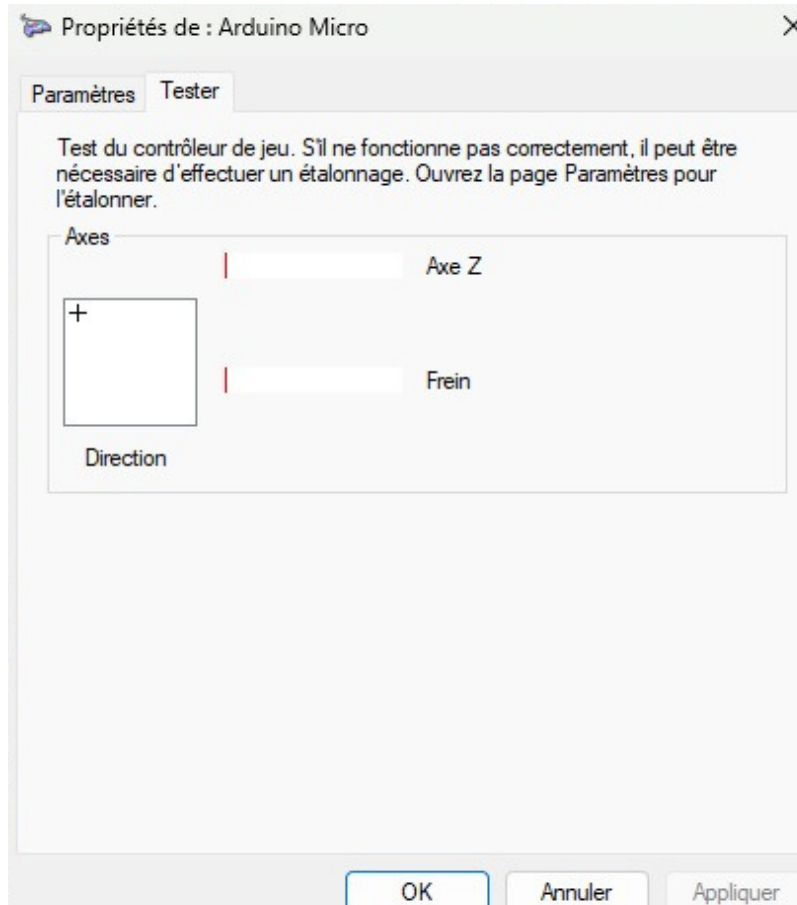 Propriétés de : Arduino Micro
Paramètres Tester
Test du contrôleur de jeu. S'il ne fonctionne pas correctement, il peut être
nécessaire d'effectuer un étalonnage. Ouvrez la page Paramètres pour
l'étalonner.
Axes
Axe Z
Frein
Direction
OK Annuler Appliquer